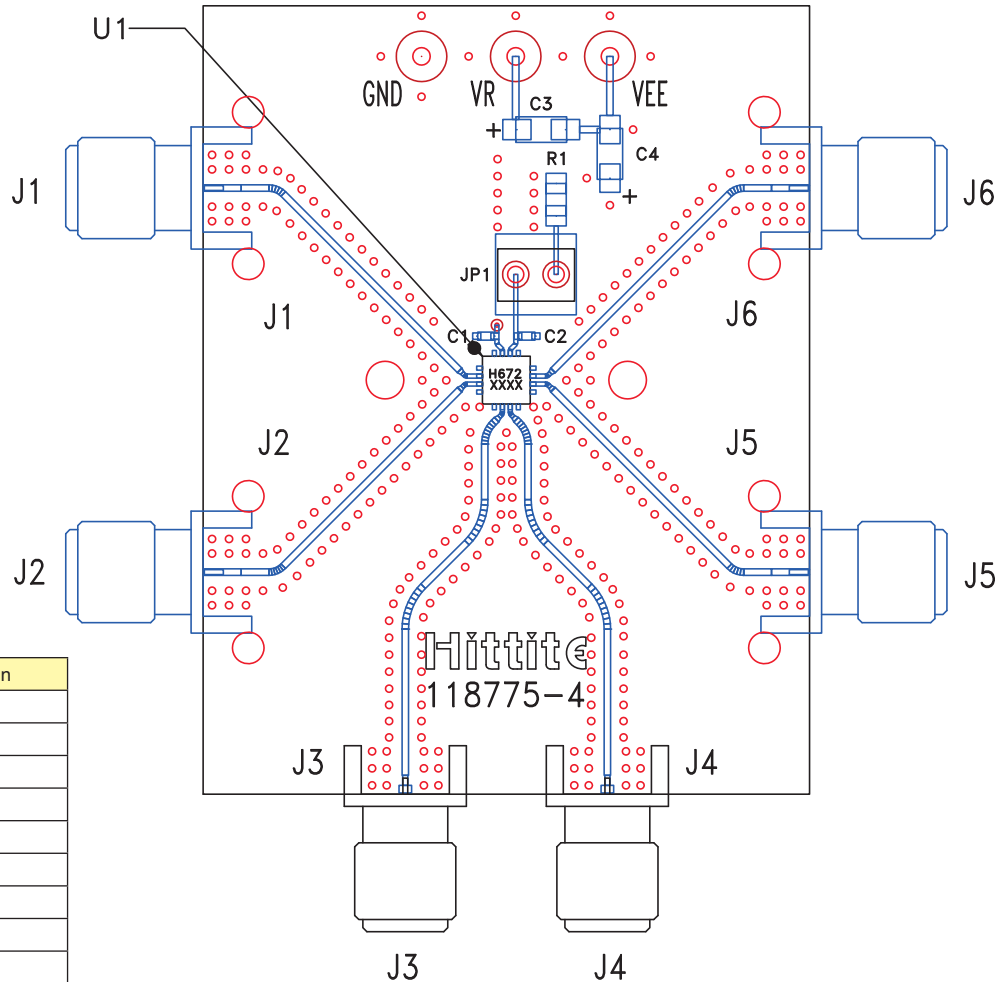 U1
GND VR VEE
C3
+
C4
R1
+
J1
J6
JP1
J1
J6
C1 C2
H672
XXXX
J2
J5
J2
J5
n
Hittite
118775-4
J3
J4
J3
J4